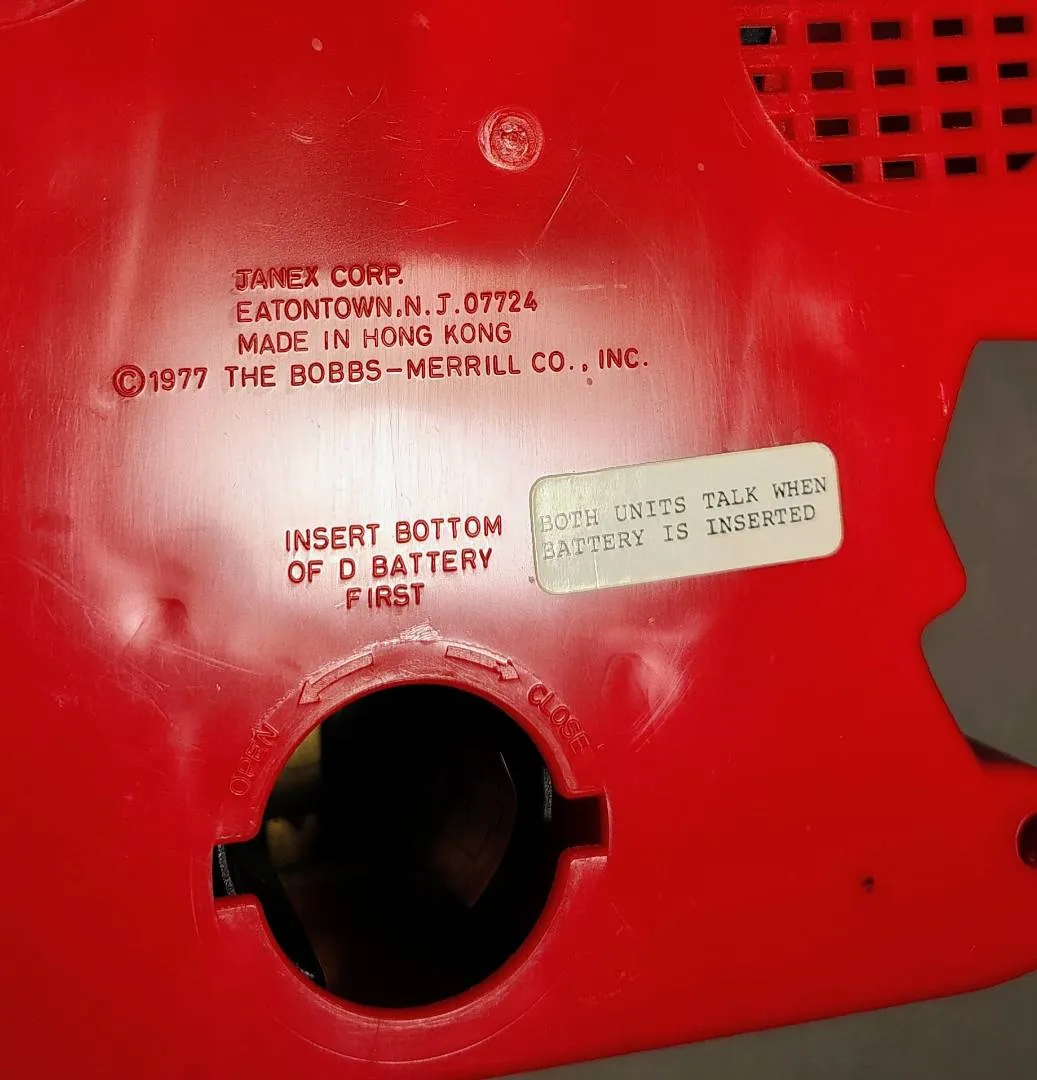 JANEX CORP.
EATONTOWN, N.J. 07724
MADE IN HONG KONG
©1977 THE BOBBS-MERRILL CO., INC.
BOTH UNITS TALK WHEN
BATTERY IS INSERTED
INSERT BOTTOM
OF D BATTERY
FIRST
OPEN
CLOSE